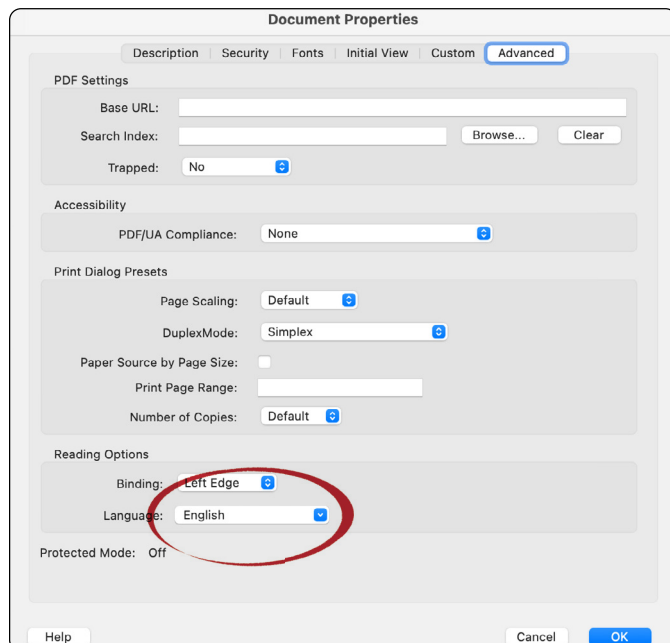 Document Properties
Description Security Fonts Initial View Custom Advanced
PDF Settings
Base URL:
Search Index: Browse... Clear
Trapped: No
Accessibility
PDF/UA Compliance: None
Print Dialog Presets
Page Scaling: Default
DuplexMode: Simplex
Paper Source by Page Size:
Print Page Range:
Number of Copies: Default
Reading Options
Binding: Left Edge
Language: English
Protected Mode: Off
Help Cancel OK